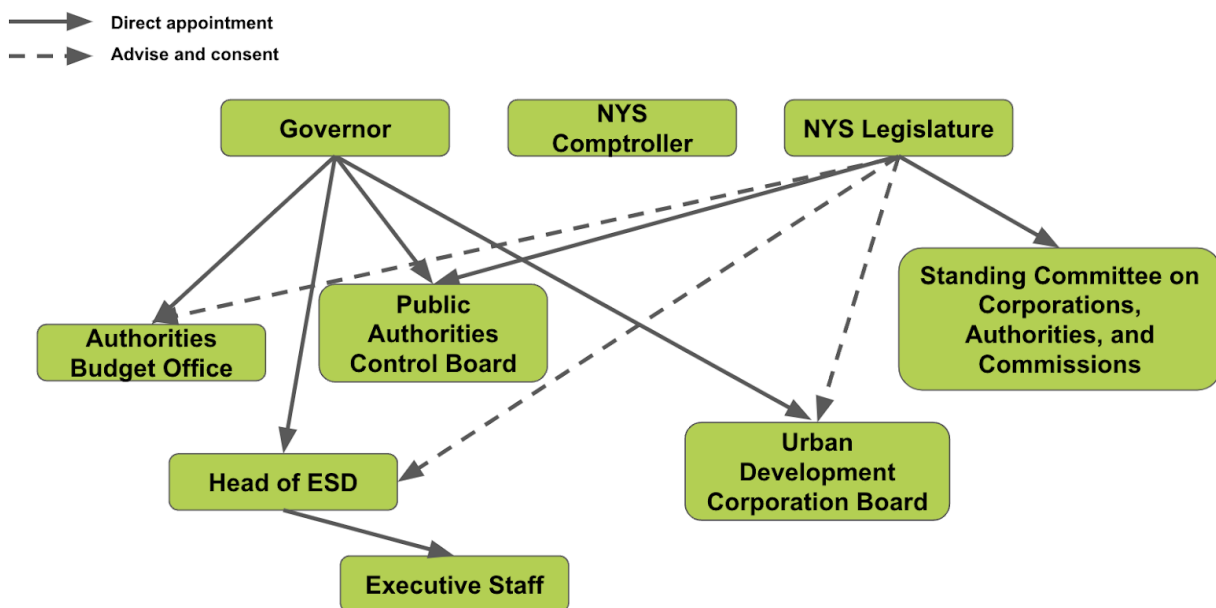 Direct appointment
Advise and consent
Governor
NYS
Comptroller
NYS Legislature
Authorities
Budget Office
Public
Authorities
Control Board
Standing Committee on
Corporations,
Authorities, and
Commissions
Head of ESD
Urban
Development
Corporation Board
Executive Staff